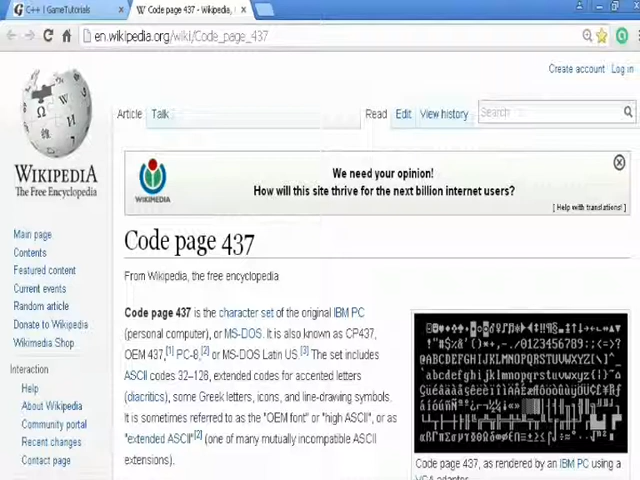 C++ | GameTutorials
Code page 437 - Wikipedia,
en.wikipedia.org/wiki/Code_page_437
Create account Log in
Article Talk Read Edit View history Search
WIKIPEDIA
The Free Encyclopedia
WIKIMEDIA
We need your opinion!
How will this site thrive for the next billion internet users?
[ Help with translations! ]
Main page
Contents
Featured content
Current events
Random article
Donate to Wikipedia
Wikimedia Shop
Interaction
Help
About Wikipedia
Community portal
Recent changes
Contact page
Code page 437
From Wikipedia, the free encyclopedia
Code page 437 is the character set of the original IBM PC
(personal computer), or MS-DOS. It is also known as CP437,
OEM 437,[1] PC-8,[2] or MS-DOS Latin US.[3] The set includes
ASCII codes 32–126, extended codes for accented letters
(diacritics), some Greek letters, icons, and line-drawing symbols.
It is sometimes referred to as the "OEM font" or "high ASCII", or as
"extended ASCII"[2] (one of many mutually incompatible ASCII
extensions).
@ABCDEFGHIJKLMNOPQRSTUVWXYZ[\]^_
`abcdefghijklmnopqrstuvwxyz{|}~
Code page 437, as rendered by an IBM PC using a
VGA adapter